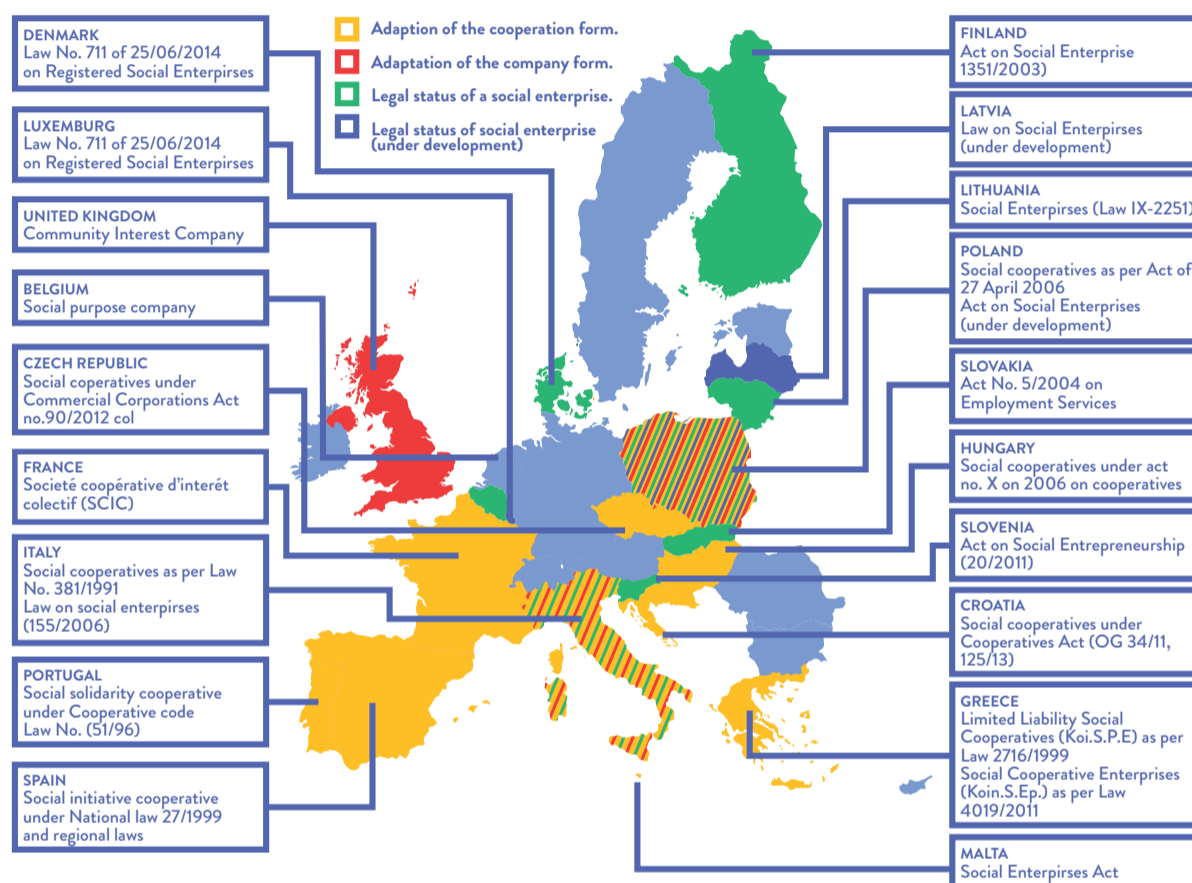 DENMARK
Law No. 711 of 25/06/2014
on Registered Social Enterpirses
LUXEMBURG
Law No. 711 of 25/06/2014
on Registered Social Enterpirses
UNITED KINGDOM
Community Interest Company
BELGIUM
Social purpose company
CZECH REPUBLIC
Social coperatives under
Commercial Corporations Act
no.90/2012 col
FRANCE
Societé coopérative d'interét
colectif (SCIC)
ITALY
Social cooperatives as per Law
No. 381/1991
Law on social enterpirses
(155/2006)
PORTUGAL
Social solidarity cooperative
under Cooperative code
Law No. (51/96)
SPAIN
Social initiative cooperative
under National law 27/1999
and regional laws
Adaption of the cooperation form.
Adaptation of the company form.
Legal status of a social enterprise.
Legal status of social enterprise
(under development)
FINLAND
Act on Social Enterprise
1351/2003)
LATVIA
Law on Social Enterpirses
(under development)
LITHUANIA
Social Enterpirses (Law IX-2251)
POLAND
Social cooperatives as per Act of
27 April 2006
Act on Social Enterprises
(under development)
SLOVAKIA
Act No. 5/2004 on
Employment Services
HUNGARY
Social cooperatives under act
no. X on 2006 on cooperatives
SLOVENIA
Act on Social Entrepreneurship
(20/2011)
CROATIA
Social cooperatives under
Cooperatives Act (OG 34/11,
125/13)
GREECE
Limited Liability Social
Cooperatives (Koi.S.P.E) as per
Law 2716/1999
Social Cooperative Enterprises
(Koin.S.Ep.) as per Law
4019/2011
MALTA
Social Enterpirses Act